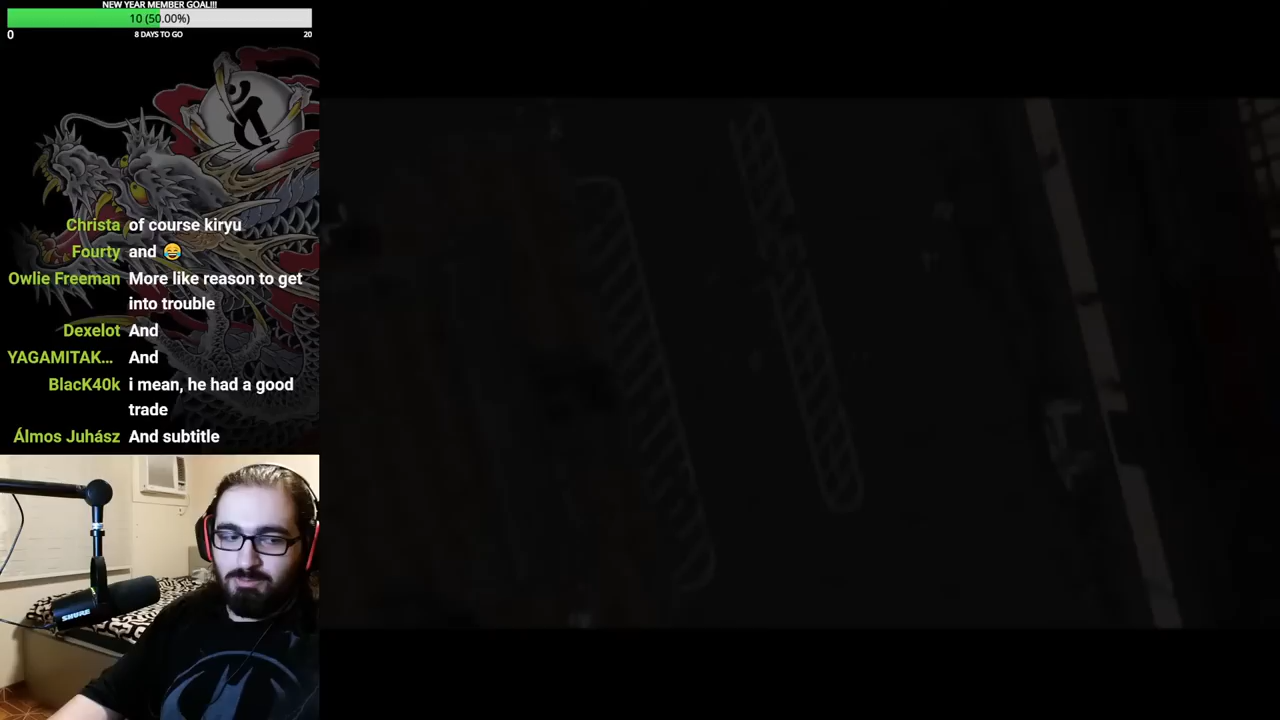 NEW YEAR MEMBER GOAL!!!
10 (50.00%)
0 8 DAYS TO GO 20
Christa of course kiryu
Fourty and 😂
Owlie Freeman More like reason to get
into trouble
Dexelot And
YAGAMITAK... And
BlacK40k i mean, he had a good
trade
Álmos Juhász And subtitle
SHURE